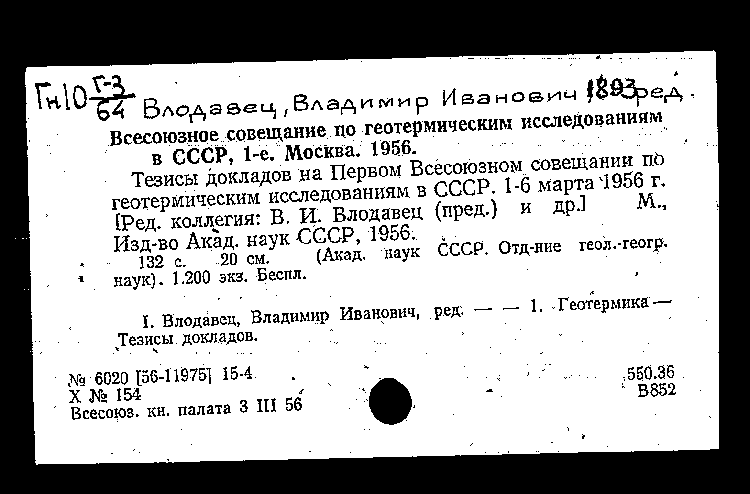 Гн10 Г-3/64 Влодавец, Владимир Иванович, 1893, ред.
Всесоюзное совещание по геотермическим исследованиям
в СССР, 1-е. Москва. 1956.
Тезисы докладов на Первом Всесоюзном совещании по
геотермическим исследованиям в СССР. 1-6 марта 1956 г.
[Ред. коллегия: В. И. Влодавец (пред.) и др.] М.,
Изд-во Акад. наук СССР, 1956.
132 с. 20 см. (Акад. наук СССР. Отд-ние геол.-геогр.
наук). 1.200 экз. Беспл.
I. Влодавец, Владимир Иванович, ред. — — 1. Геотермика —
Тезисы докладов.
№ 6020 [56-11975] 15-4 550.36
X № 154 В852
Всесоюз. кн. палата 3 III 56